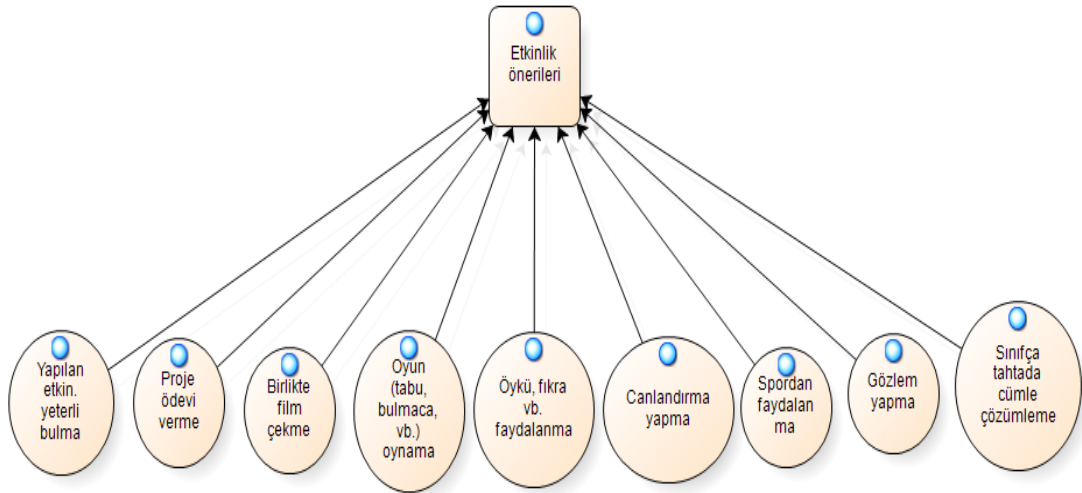 Etkinlik
önerileri
Yapılan
etkin.
yeterli
bulma
Proje
ödevi
verme
Birlikte
film
çekme
Oyun
(tabu,
bulmaca,
vb.)
oynama
Öykü, fıkra
vb.
faydalanma
Canlandırma
yapma
Spordan
faydalan
ma
Gözlem
yapma
Sınıfça
tahtada
cümle
çözümleme